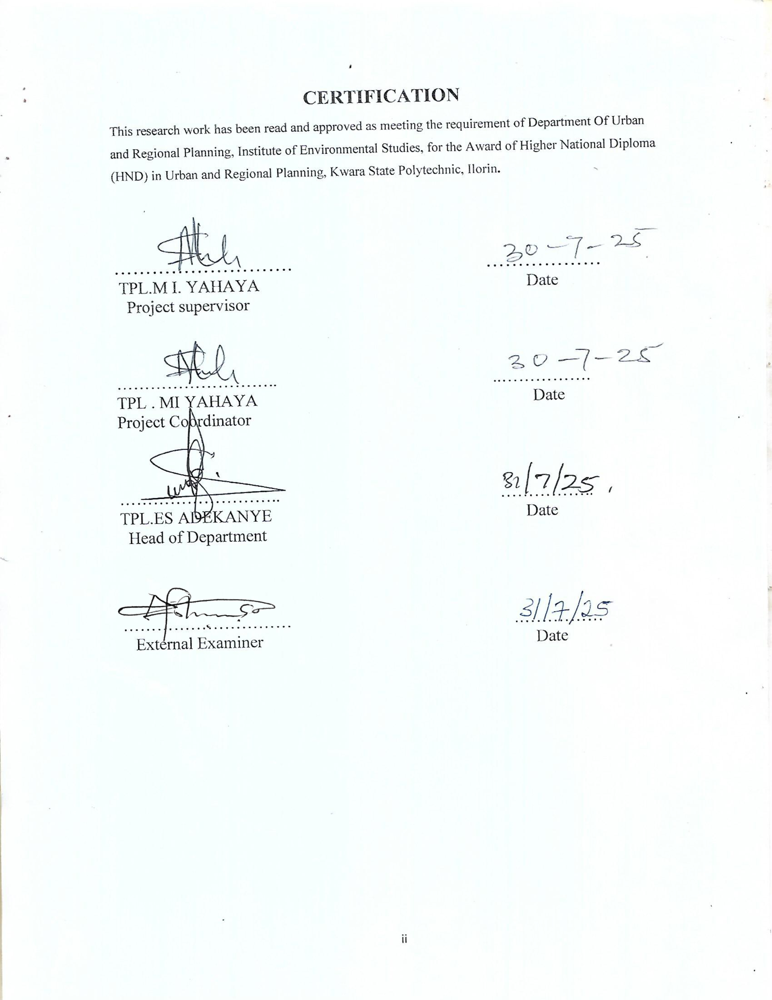 CERTIFICATION
This research work has been read and approved as meeting the requirement of Department Of Urban
and Regional Planning, Institute of Environmental Studies, for the Award of Higher National Diploma
(HND) in Urban and Regional Planning, Kwara State Polytechnic, Ilorin.
30-7-25
TPL.M I. YAHAYA
Date
Project supervisor
30-7-25
TPL . MI YAHAYA
Date
Project Coordinator
/7/25
TPL.ES ADEKANYE
Date
Head of Department
31/7/25
External Examiner
Date
ii